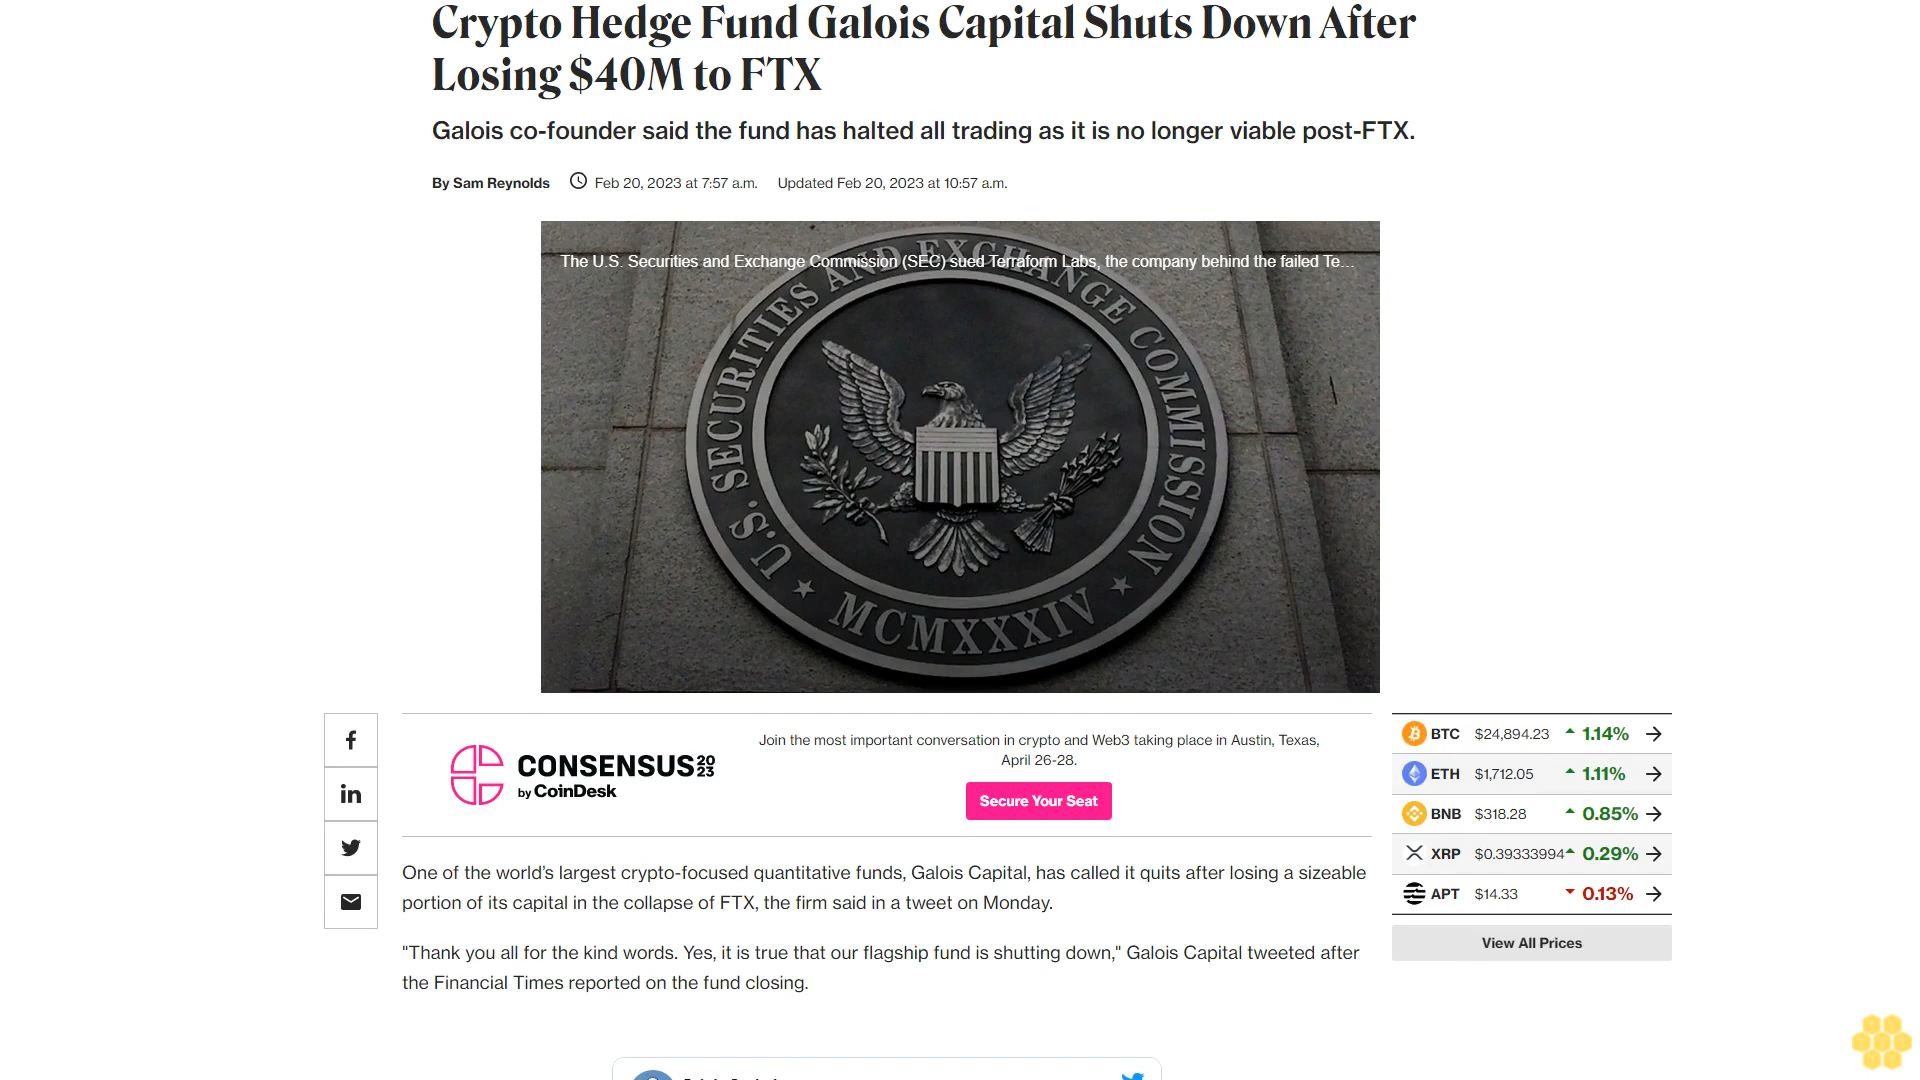 Crypto Hedge Fund Galois Capital Shuts Down After
Losing $40M to FTX
Galois co-founder said the fund has halted all trading as it is no longer viable post-FTX.
By Sam Reynolds Feb 20, 2023 at 7:57 a.m. Updated Feb 20, 2023 at 10:57 a.m.
The U.S. Securities and Exchange Commission (SEC) sued Terraform Labs, the company behind the failed Te...
U.S. SECURITIES AND EXCHANGE COMMISSION
MCMXXXIV
CONSENSUS 2023
by CoinDesk
Join the most important conversation in crypto and Web3 taking place in Austin, Texas,
April 26-28.
Secure Your Seat
BTC $24,894.23 1.14%
ETH $1,712.05 1.11%
BNB $318.28 0.85%
XRP $0.39333994 0.29%
APT $14.33 0.13%
View All Prices
f
in
One of the world's largest crypto-focused quantitative funds, Galois Capital, has called it quits after losing a sizeable
portion of its capital in the collapse of FTX, the firm said in a tweet on Monday.
"Thank you all for the kind words. Yes, it is true that our flagship fund is shutting down," Galois Capital tweeted after
the Financial Times reported on the fund closing.